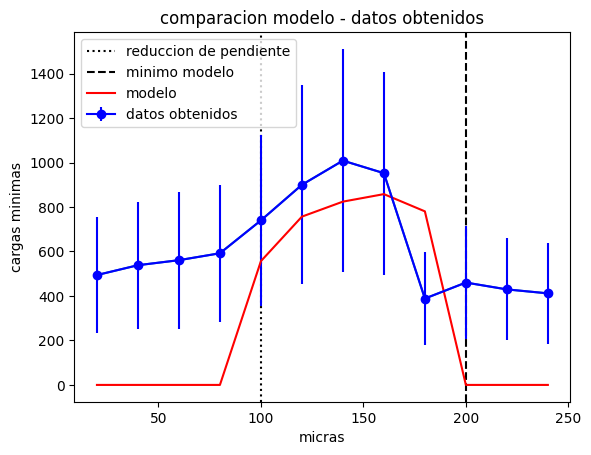 comparacion modelo - datos obtenidos
reduccion de pendiente
minimo modelo
modelo
datos obtenidos
cargas minimas
1400
1200
1000
800
600
400
200
0
50
100
150
200
250
micras